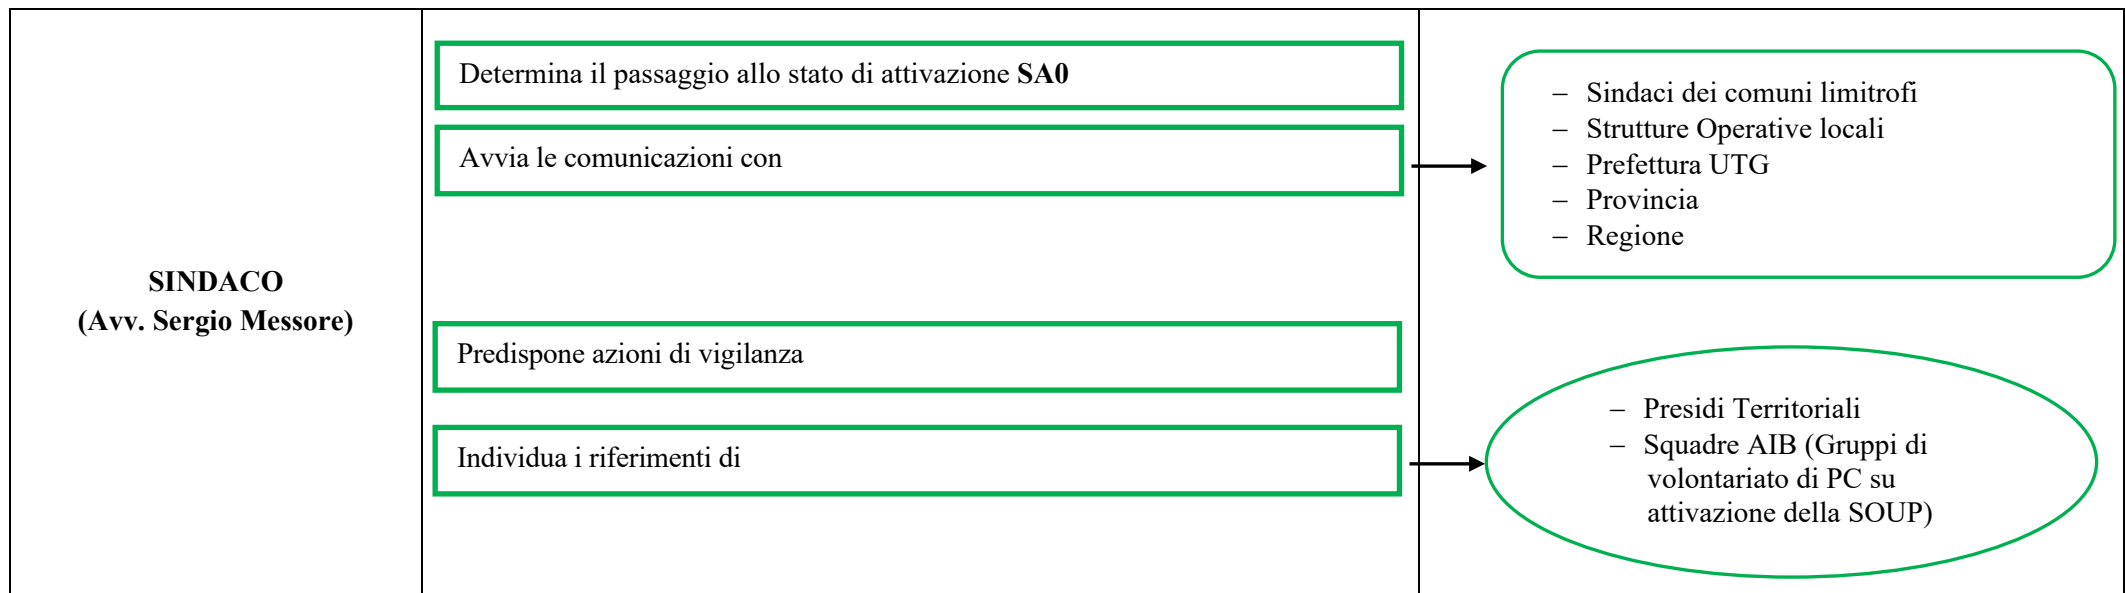 SINDACO
(Avv. Sergio Messore)
Determina il passaggio allo stato di attivazione SA0
Avvia le comunicazioni con
Predispone azioni di vigilanza
Individua i riferimenti di
– Sindaci dei comuni limitrofi
– Strutture Operative locali
– Prefettura UTG
– Provincia
– Regione
– Presidi Territoriali
– Squadre AIB (Gruppi di
volontariato di PC su
attivazione della SOUP)